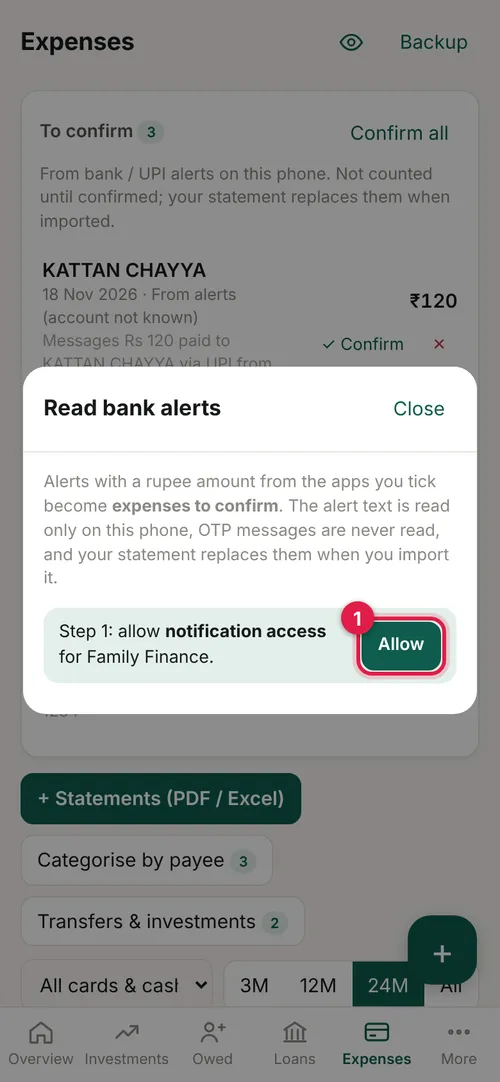 Expenses
Backup
To confirm 3
Confirm all
From bank / UPI alerts on this phone. Not counted
until confirmed; your statement replaces them when
imported.
KATTAN CHAYYA
18 Nov 2026 · From alerts
(account not known)
₹120
Messages Rs 120 paid to
✓ Confirm ✕
KATTAN CHAYYA via UPI from
Read bank alerts
Close
Alerts with a rupee amount from the apps you tick
become expenses to confirm. The alert text is read
only on this phone, OTP messages are never read,
and your statement replaces them when you import
it.
1
Step 1: allow notification access
for Family Finance.
Allow
+ Statements (PDF / Excel)
Categorise by payee 3
Transfers & investments 2
+
All cards & cash
3M 12M 24M All
Overview Investments Owed Loans Expenses More